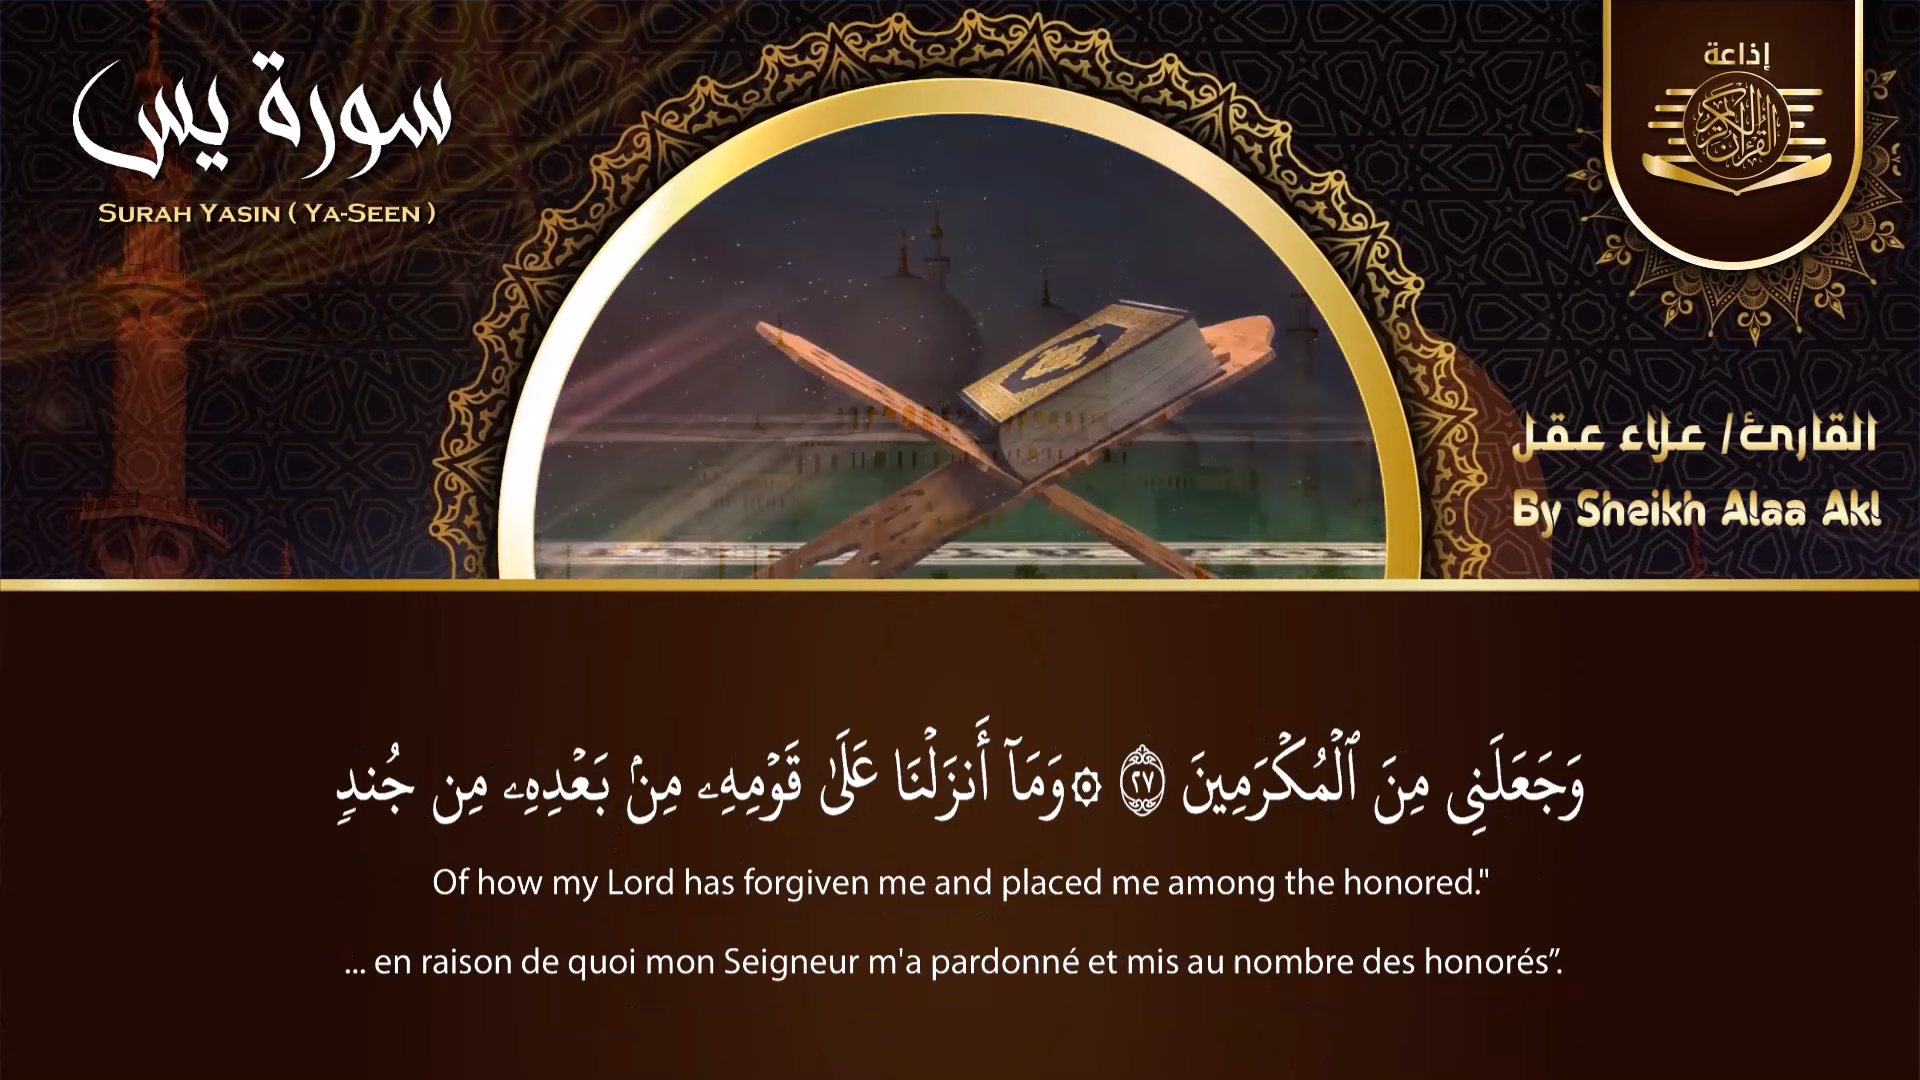 سورة يس
SURAH YASIN ( YA-SEEN )
إذاعة
القرآن الكريم
القارئ/ علاء عقل
By Sheikh Alaa Akl
وَجَعَلَنِى مِنَ ٱلْمُكْرَمِينَ ٢٧ ۞وَمَآ أَنزَلْنَا عَلَىٰ قَوْمِهِۦ مِنۢ بَعْدِهِۦ مِن جُندٍ
Of how my Lord has forgiven me and placed me among the honored."
... en raison de quoi mon Seigneur m'a pardonné et mis au nombre des honorés”.